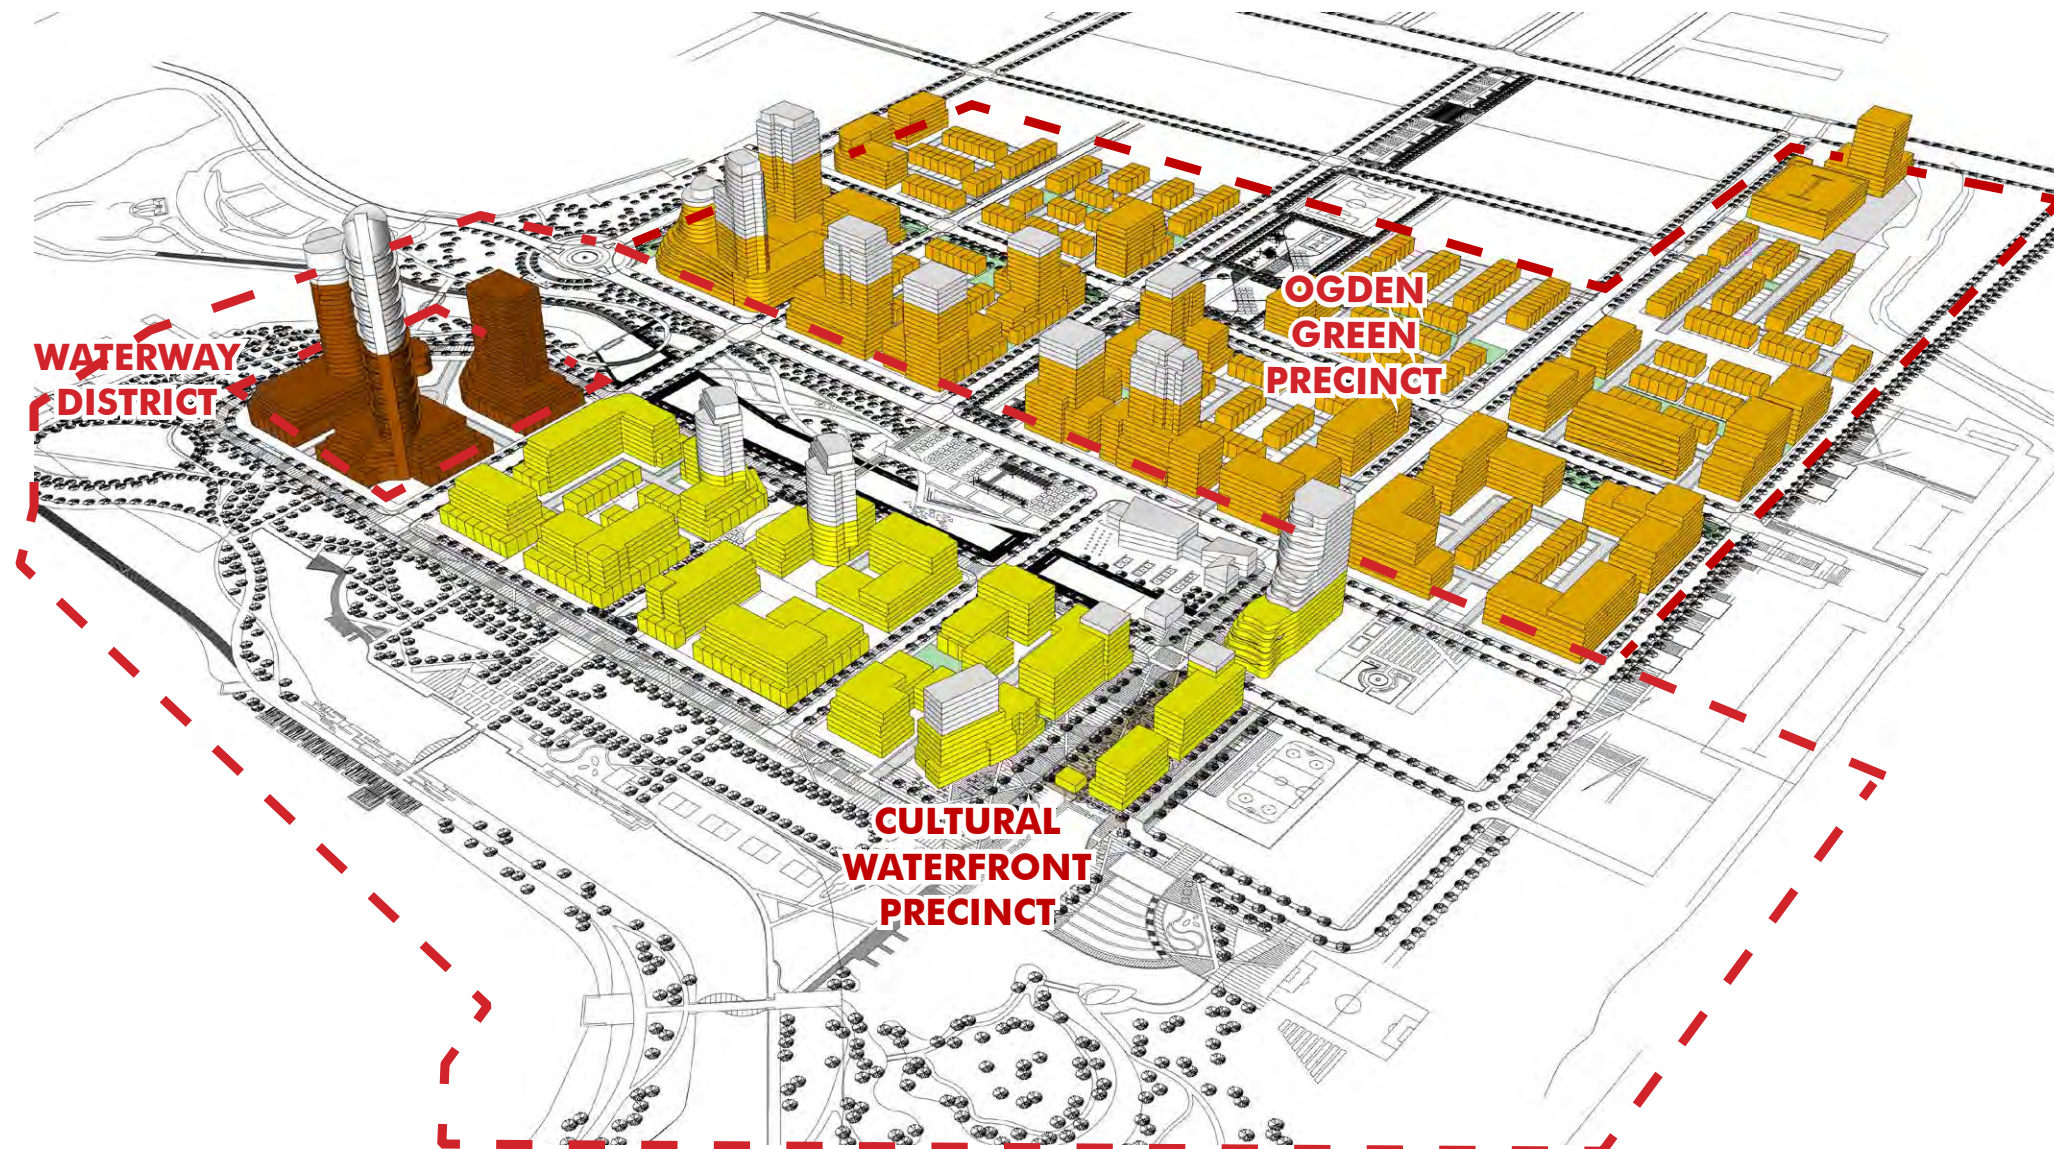 OGDEN
GREEN
PRECINCT
WATERWAY
DISTRICT
CULTURAL
WATERFRONT
PRECINCT